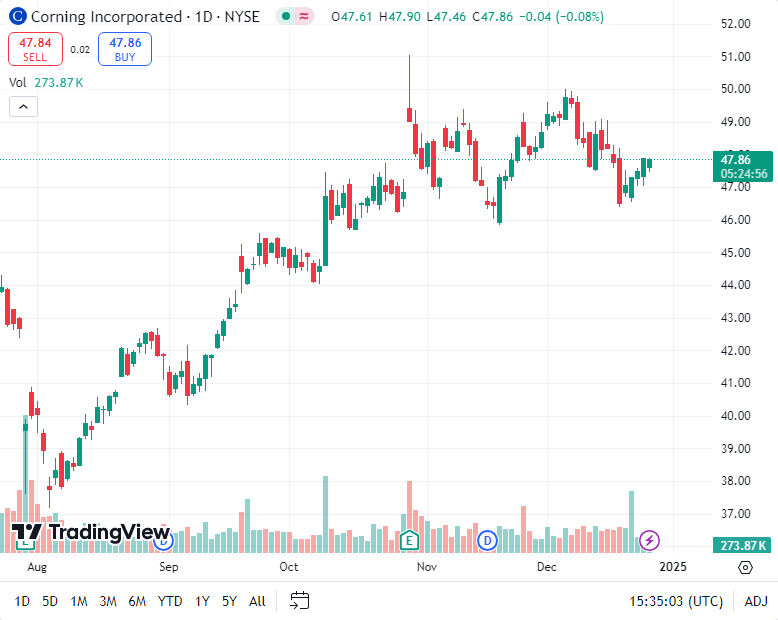 Corning Incorporated · 1D · NYSE O47.61 H47.90 L47.46 C47.86 −0.04 (−0.08%)
47.84 SELL 0.02 47.86 BUY
Vol 273.87K
52.00
51.00
50.00
49.00
47.86
05:24:56
47.00
46.00
45.00
44.00
43.00
42.00
41.00
40.00
39.00
38.00
37.00
273.87K
TradingView
E D E D
Aug Sep Oct Nov Dec 2025
1D 5D 1M 3M 6M YTD 1Y 5Y All 15:35:03 (UTC) ADJ